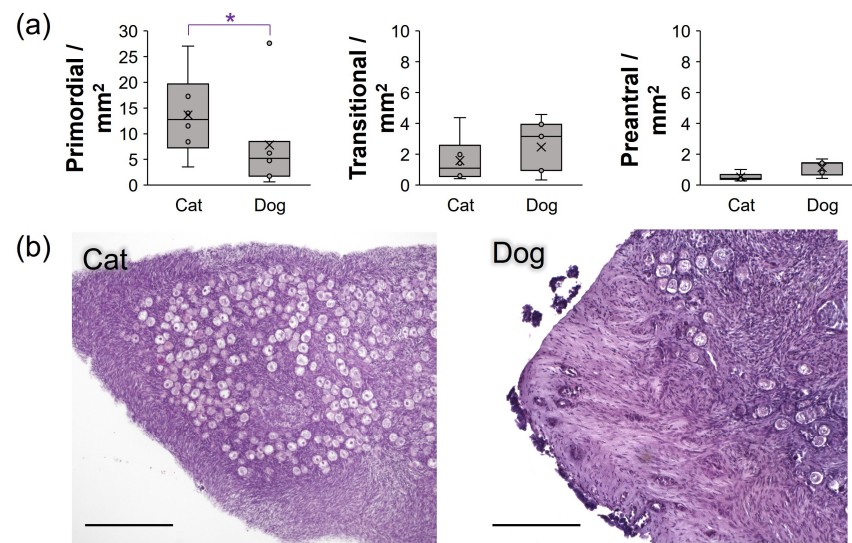 (a)
*
Primordial /
mm²
30
25
20
15
10
5
0
Cat Dog
Transitional /
mm²
10
8
6
4
2
0
Cat Dog
Preantral /
mm²
10
8
6
4
2
0
Cat Dog
(b)
Cat
Dog